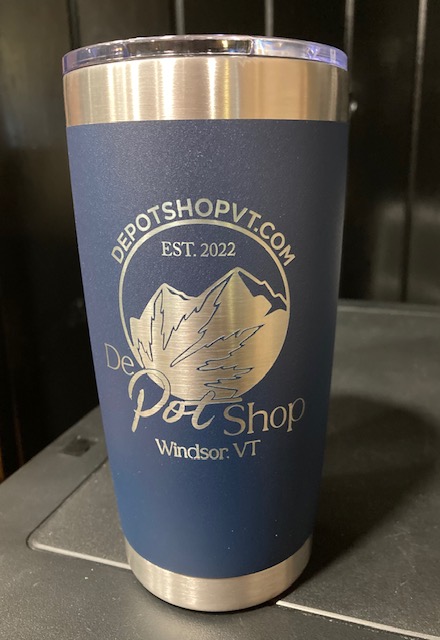 DEPOTSHOPVT.COM
EST. 2022
De
Pot Shop
Windsor. VT